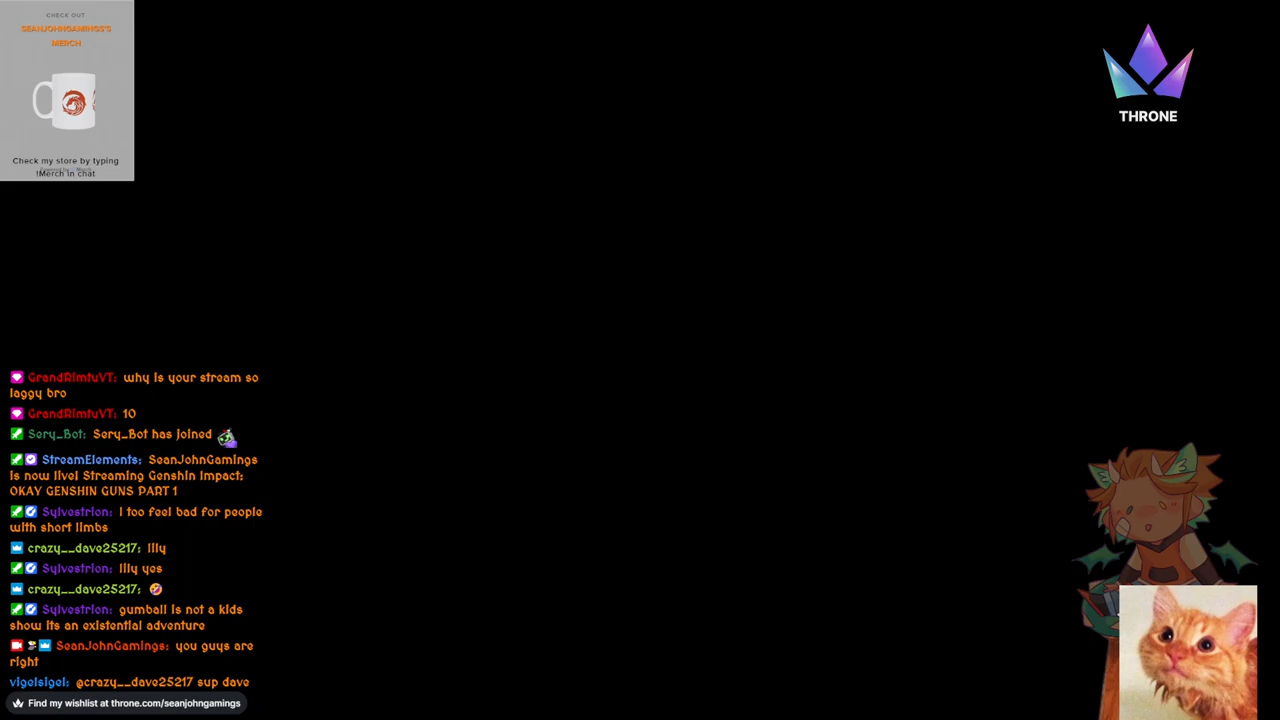 CHECK OUT
SEANJOHNGAMINGS'S
MERCH
Check my store by typing
!Merch in chat
THRONE
GrandRimtuVT: why is your stream so
laggy bro
GrandRimtuVT: 10
Sery_Bot: Sery_Bot has joined
StreamElements: SeanJohnGamings
is now live! Streaming Genshin Impact:
OKAY GENSHIN GUNS PART 1
Sylvestrion: I too feel bad for people
with short limbs
crazy__dave25217: lily
Sylvestrion: lily yes
crazy__dave25217: 🤣
Sylvestrion: gumball is not a kids
show its an existential adventure
SeanJohnGamings: you guys are
right
vigelsigel: @crazy__dave25217 sup dave
Find my wishlist at throne.com/seanjohngamings